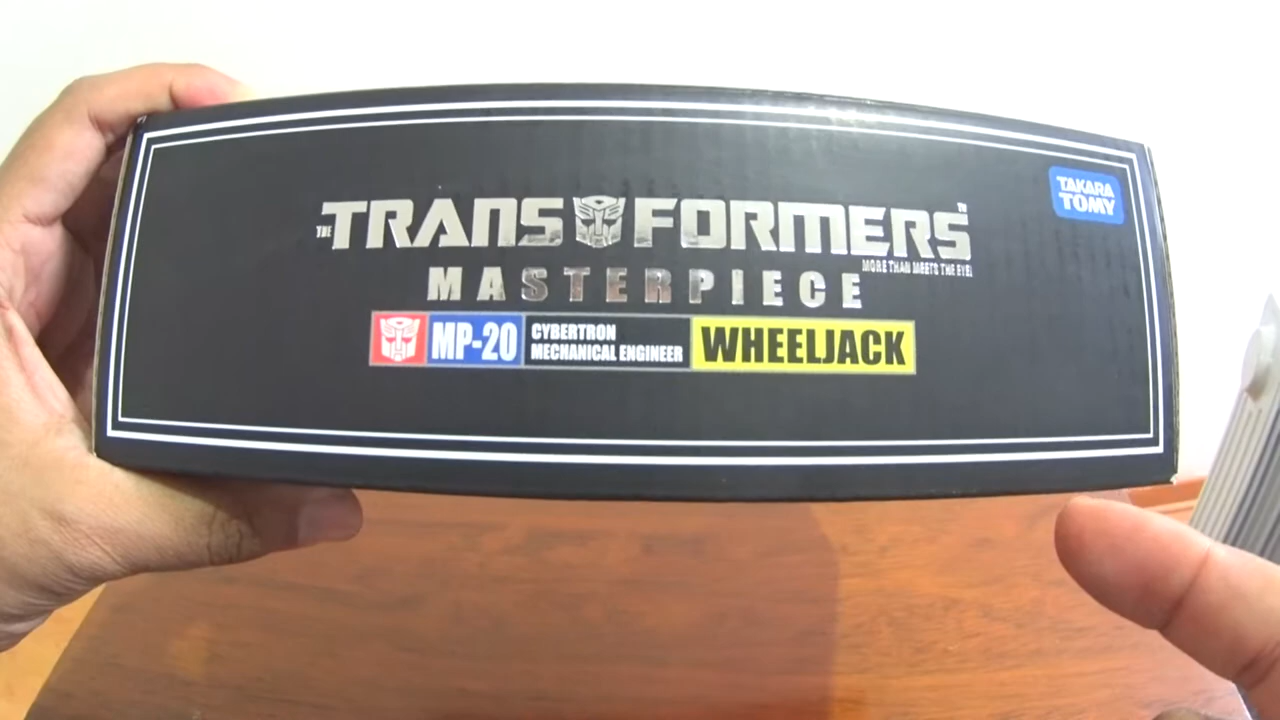 TAKARA
TOMY
THE TRANSFORMERS TM
MORE THAN MEETS THE EYE!
MASTERPIECE
MP-20 CYBERTRON MECHANICAL ENGINEER WHEELJACK